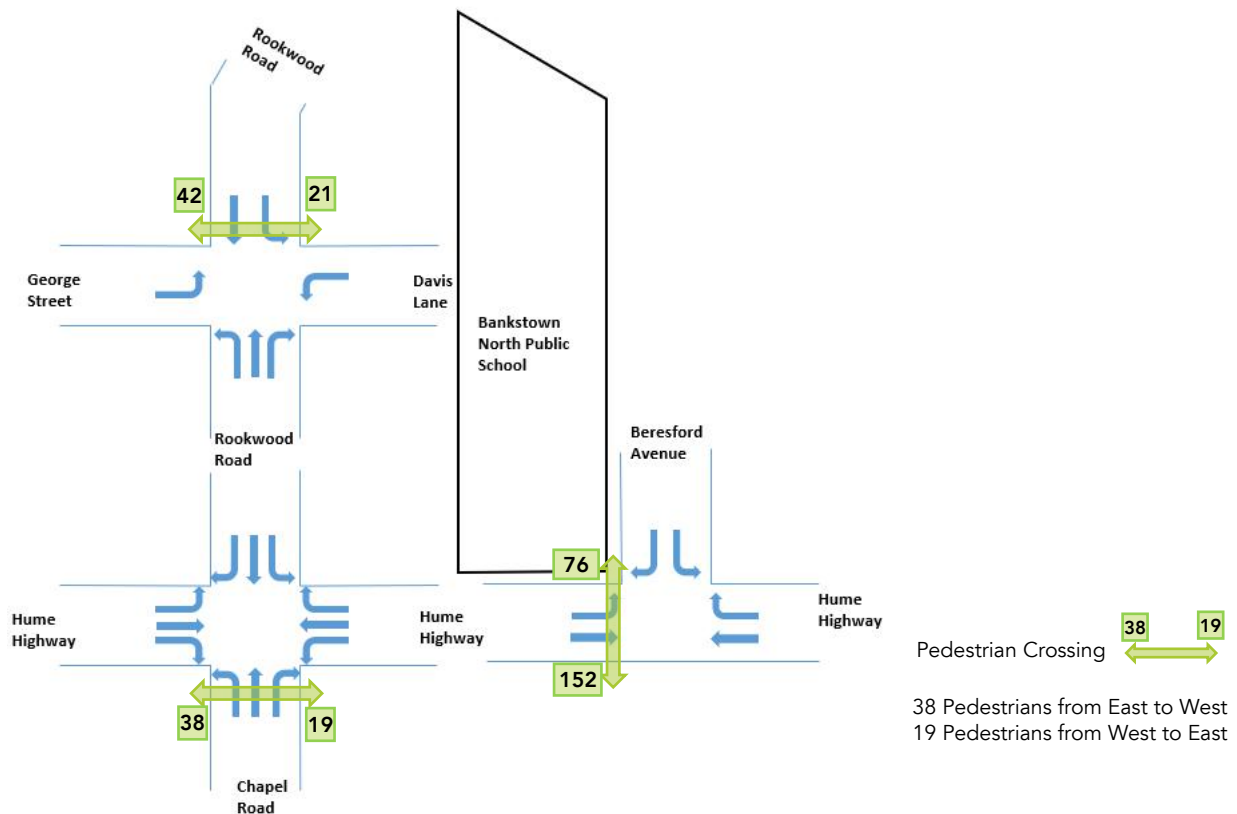 Rookwood
Road
42
21
George
Street
Davis
Lane
Bankstown
North Public
School
Rookwood
Road
Beresford
Avenue
76
Hume
Highway
Hume
Highway
Hume
Highway
152
38
19
Chapel
Road
Pedestrian Crossing
38
19
38 Pedestrians from East to West
19 Pedestrians from West to East